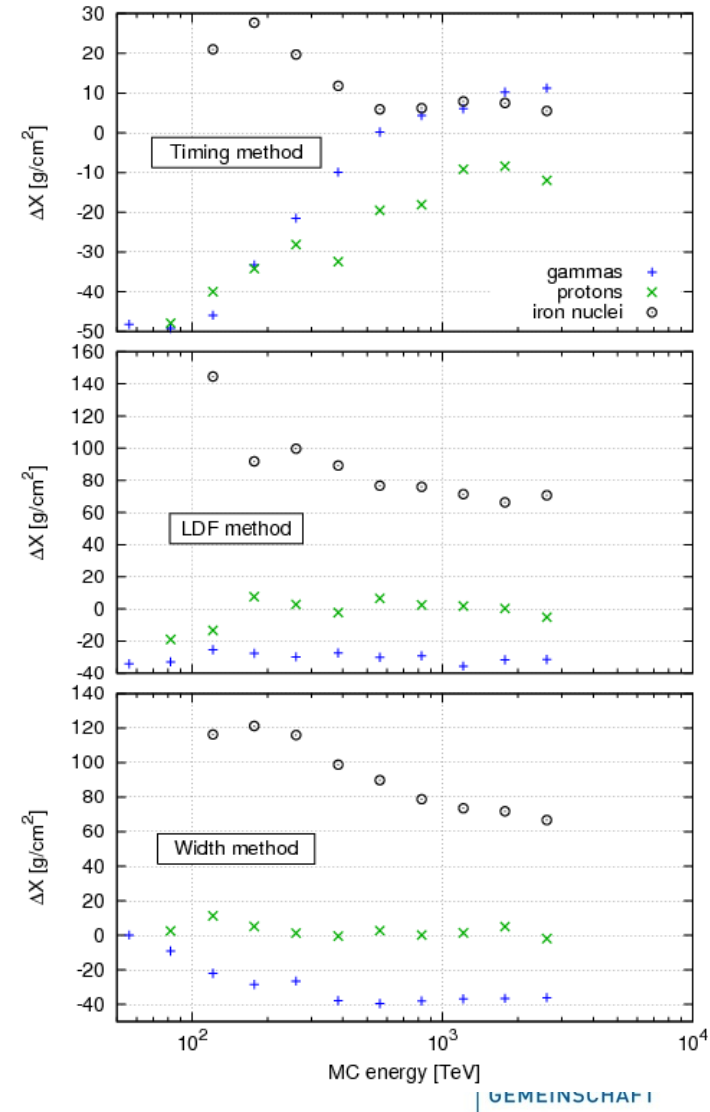 30
20
10
0
-10
-20
-30
-40
-50
ΔX [g/cm²]
Timing method
gammas
protons
iron nuclei
160
140
120
100
80
60
40
20
0
-20
-40
ΔX [g/cm²]
LDF method
140
120
100
80
60
40
20
0
-20
-40
ΔX [g/cm²]
Width method
10² 10³ 10⁴
MC energy [TeV]
GEMEINSCHAFT